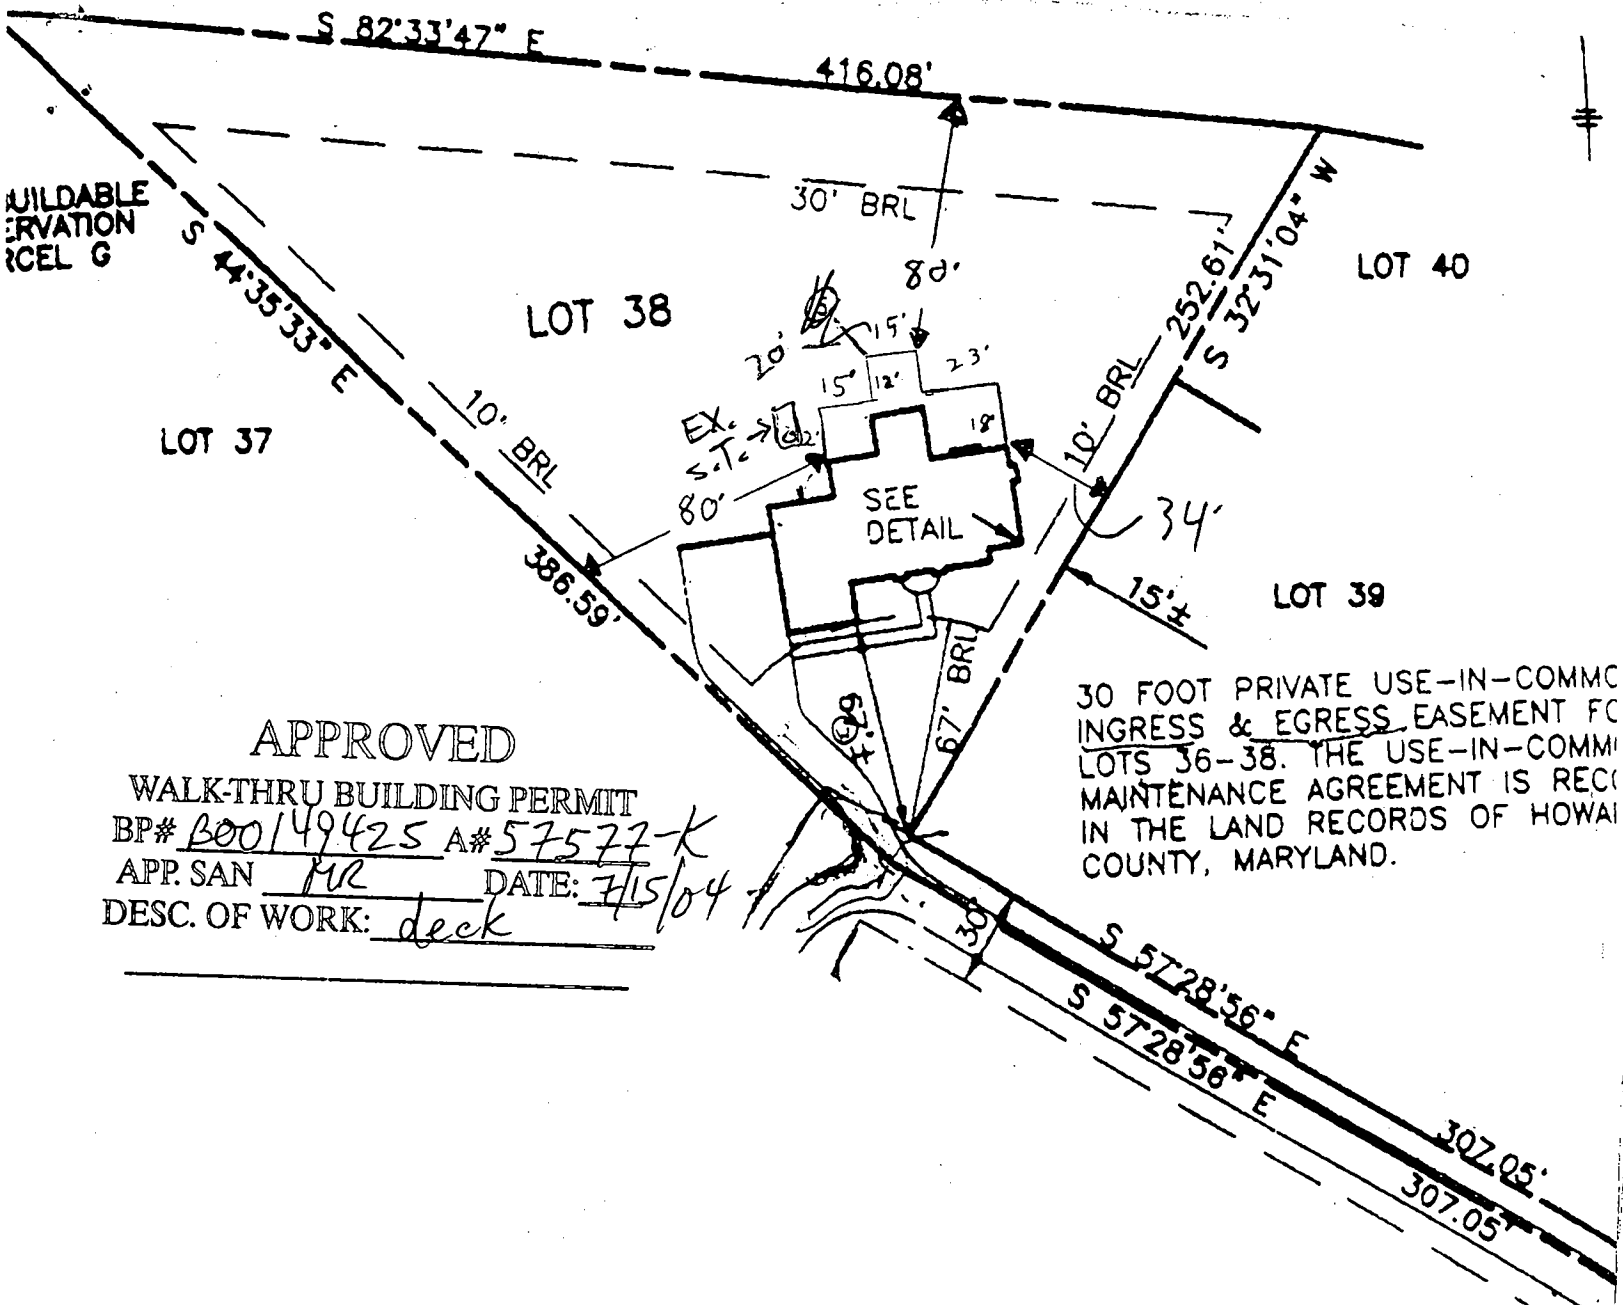 S 82°33'47" E
416.08'
30' BRL
UILDABLE
ERVATION
RCEL G
S 44°35'33" E
LOT 38
80'
252.61'
S 32°31'04" W
LOT 40
20'
15'
15'
12'
23'
10' BRL
LOT 37
EX.
S.T.
12'
18'
10' BRL
80'
SEE
DETAIL
34'
386.59'
15'±
LOT 39
67'±
67' BRL
30 FOOT PRIVATE USE-IN-COMMO
INGRESS & EGRESS EASEMENT FO
LOTS 36-38. THE USE-IN-COMM
MAINTENANCE AGREEMENT IS REC
IN THE LAND RECORDS OF HOWA
COUNTY, MARYLAND.
APPROVED
WALK-THRU BUILDING PERMIT
BP# B00149425 A# 57577-K
APP. SAN MR DATE: 7/15/04
DESC. OF WORK: deck
30'
S 57°28'56" E
S 57°28'56" E
307.05'
307.05'